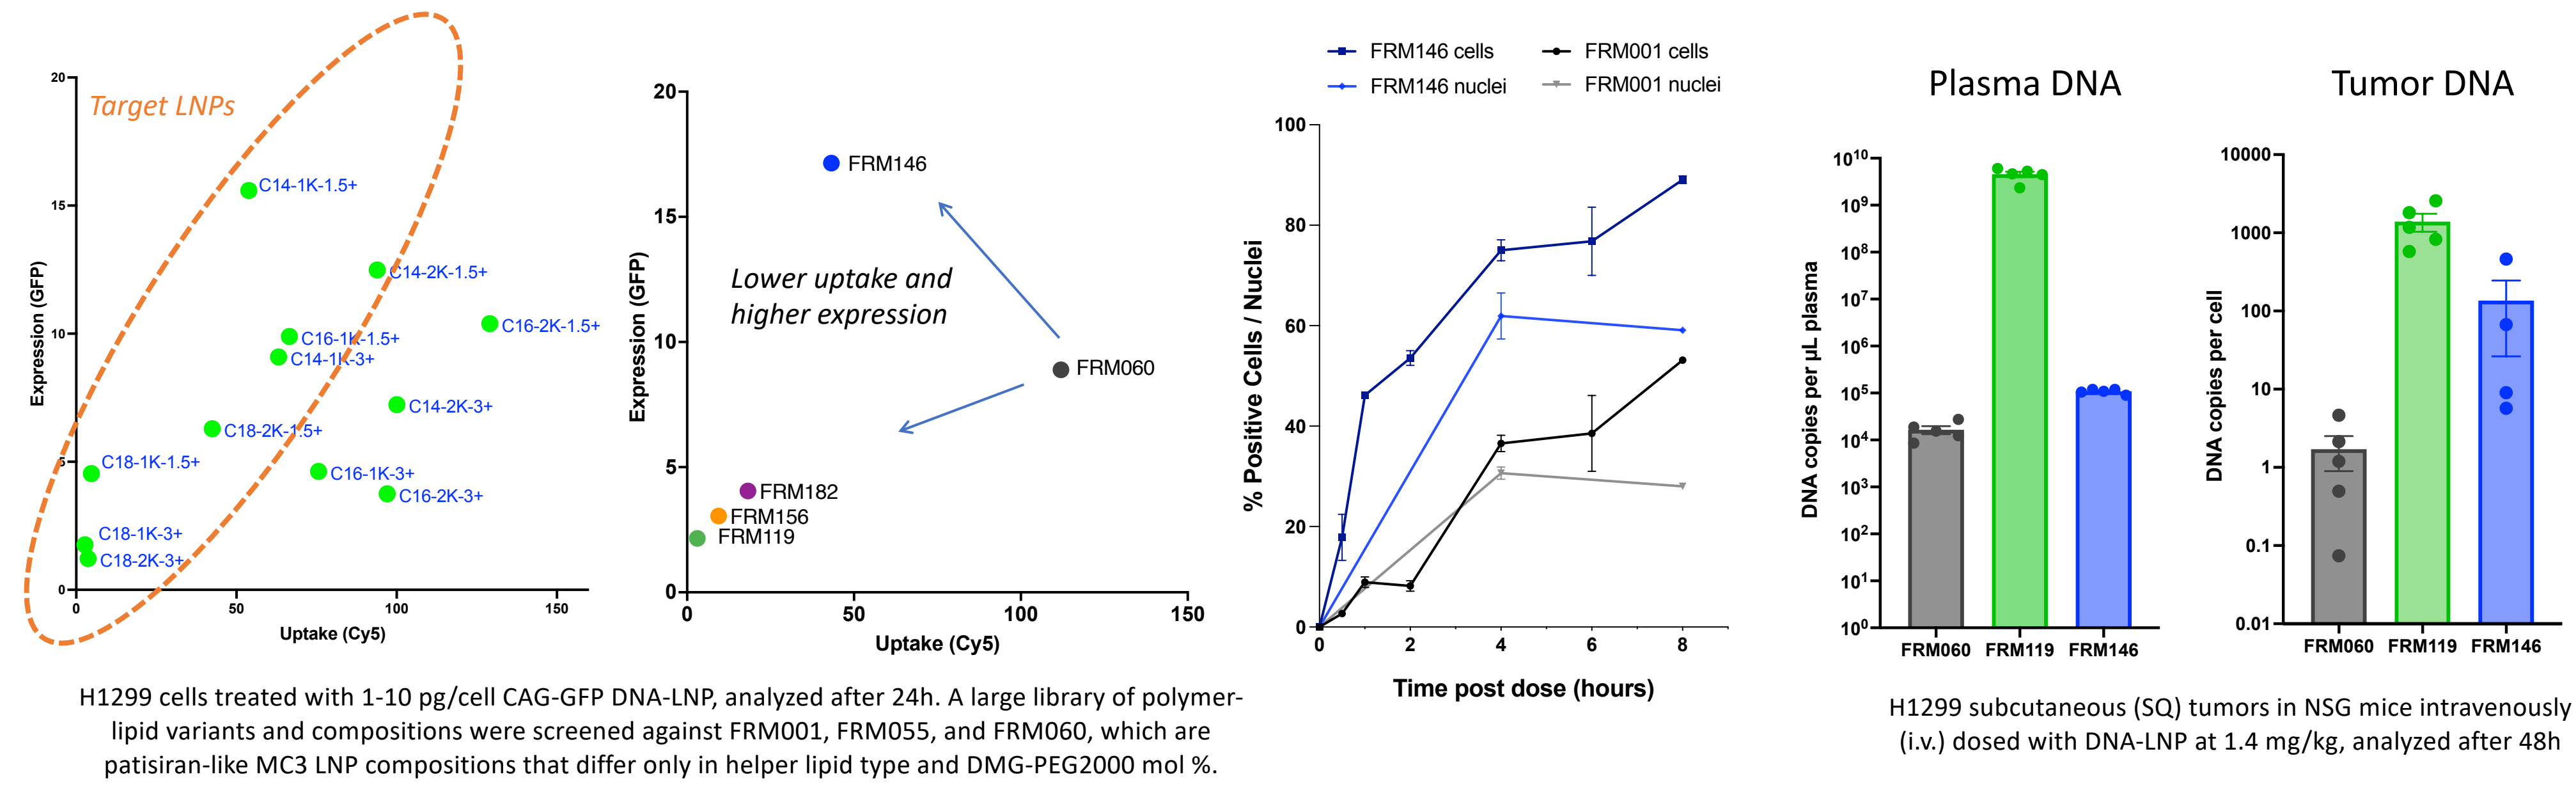 Target LNPs
20
15
10
5
0
0
50
100
150
Expression (GFP)
Uptake (Cy5)
C14-1K-1.5+
C14-2K-1.5+
C16-2K-1.5+
C16-1K-1.5+
C14-1K-3+
C14-2K-3+
C18-2K-1.5+
C18-1K-1.5+
C16-1K-3+
C16-2K-3+
C18-1K-3+
C18-2K-3+
20
15
10
5
0
0
50
100
150
Expression (GFP)
Uptake (Cy5)
FRM146
Lower uptake and
higher expression
FRM060
FRM182
FRM156
FRM119
H1299 cells treated with 1-10 pg/cell CAG-GFP DNA-LNP, analyzed after 24h. A large library of polymer-
lipid variants and compositions were screened against FRM001, FRM055, and FRM060, which are
patisiran-like MC3 LNP compositions that differ only in helper lipid type and DMG-PEG2000 mol %.
FRM146 cells
FRM001 cells
FRM146 nuclei
FRM001 nuclei
100
80
60
40
20
0
0
2
4
6
8
% Positive Cells / Nuclei
Time post dose (hours)
Plasma DNA
10¹⁰
10⁹
10⁸
10⁷
10⁶
10⁵
10⁴
10³
10²
10¹
10⁰
DNA copies per µL plasma
FRM060 FRM119 FRM146
Tumor DNA
10000
1000
100
10
1
0.1
0.01
DNA copies per cell
FRM060 FRM119 FRM146
H1299 subcutaneous (SQ) tumors in NSG mice intravenously
(i.v.) dosed with DNA-LNP at 1.4 mg/kg, analyzed after 48h